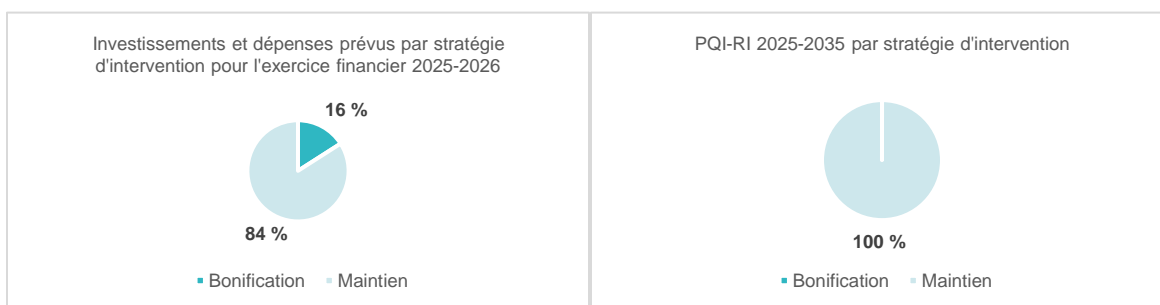 Investissements et dépenses prévus par stratégie
d'intervention pour l'exercice financier 2025-2026
16 %
84 %
Bonification Maintien
PQI-RI 2025-2035 par stratégie d'intervention
100 %
Bonification Maintien